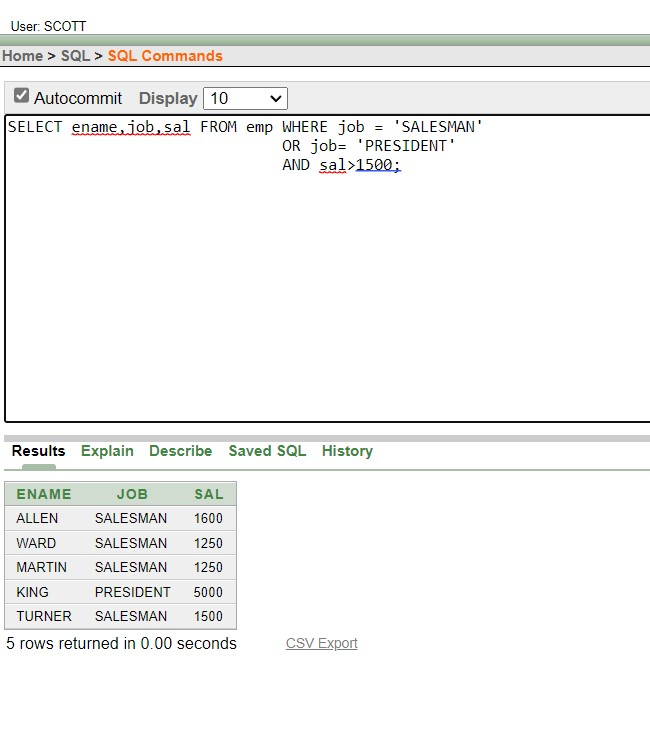 User: SCOTT
Home > SQL > SQL Commands
Autocommit Display 10
SELECT ename,job,sal FROM emp WHERE job = 'SALESMAN'
OR job= 'PRESIDENT'
AND sal>1500;
Results Explain Describe Saved SQL History
ENAME JOB SAL
ALLEN SALESMAN 1600
WARD SALESMAN 1250
MARTIN SALESMAN 1250
KING PRESIDENT 5000
TURNER SALESMAN 1500
5 rows returned in 0.00 seconds CSV Export